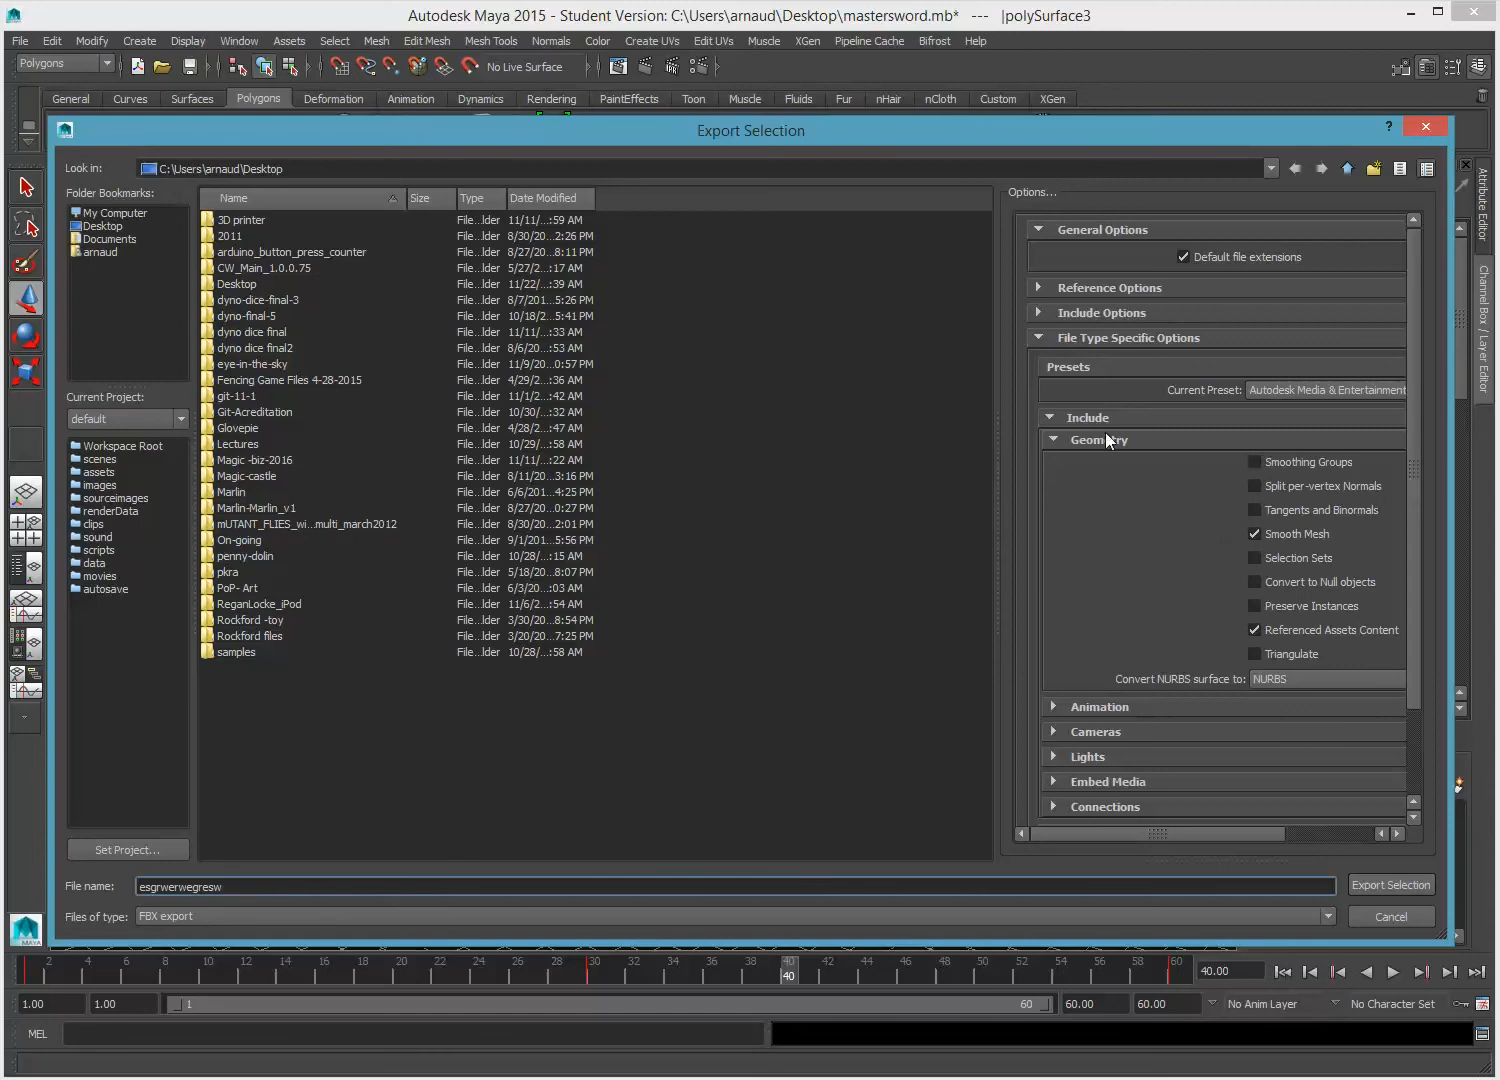 Autodesk Maya 2015 - Student Version: C:\Users\arnaud\Desktop\mastersword.mb* --- |polySurface3
File Edit Modify Create Display Window Assets Select Mesh Edit Mesh Mesh Tools Normals Color Create UVs Edit UVs Muscle XGen Pipeline Cache Bifrost Help
Polygons No Live Surface
General Curves Surfaces Polygons Deformation Animation Dynamics Rendering PaintEffects Toon Muscle Fluids Fur nHair nCloth Custom XGen
Export Selection
Look in: C:\Users\arnaud\Desktop
Folder Bookmarks:
My Computer
Desktop
Documents
arnaud
Current Project:
default
Workspace Root
scenes
assets
images
sourceimages
renderData
clips
sound
scripts
data
movies
autosave
Set Project...
Name Size Type Date Modified
3D printer File...lder 11/11/...:59 AM
2011 File...lder 8/30/20...2:26 PM
arduino_button_press_counter File...lder 8/27/20...8:11 PM
CW_Main_1.0.0.75 File...lder 5/27/2...:17 AM
Desktop File...lder 11/22/...:39 AM
dyno-dice-final-3 File...lder 8/7/201...5:26 PM
dyno-final-5 File...lder 10/18/2...5:41 PM
dyno dice final File...lder 11/11/...:33 AM
dyno dice final2 File...lder 8/6/20...:53 AM
eye-in-the-sky File...lder 11/9/20...0:57 PM
Fencing Game Files 4-28-2015 File...lder 4/29/2...:36 AM
git-11-1 File...lder 11/1/2...:42 AM
Git-Acreditation File...lder 10/30/...:32 AM
Glovepie File...lder 4/28/2...:47 AM
Lectures File...lder 10/29/...:58 AM
Magic -biz-2016 File...lder 11/11/...:22 AM
Magic-castle File...lder 8/11/20...3:16 PM
Marlin File...lder 6/6/201...4:25 PM
Marlin-Marlin_v1 File...lder 8/27/20...0:27 PM
mUTANT_FLIES_wi...multi_march2012 File...lder 8/30/20...2:01 PM
On-going File...lder 9/1/201...5:56 PM
penny-dolin File...lder 10/28/...:15 AM
pkra File...lder 5/18/20...8:07 PM
PoP- Art File...lder 6/3/20...:03 AM
ReganLocke_iPod File...lder 11/6/2...:54 AM
Rockford -toy File...lder 3/30/20...8:54 PM
Rockford files File...lder 3/20/20...7:25 PM
samples File...lder 10/28/...:58 AM
Options...
General Options
Default file extensions
Reference Options
Include Options
File Type Specific Options
Presets
Current Preset: Autodesk Media & Entertainment
Include
Geometry
Smoothing Groups
Split per-vertex Normals
Tangents and Binormals
Smooth Mesh
Selection Sets
Convert to Null objects
Preserve Instances
Referenced Assets Content
Triangulate
Convert NURBS surface to: NURBS
Animation
Cameras
Lights
Embed Media
Connections
Attribute Editor
Channel Box / Layer Editor
File name: esgrwerwegresw Export Selection
Files of type: FBX export Cancel
MAYA
2 4 6 8 10 12 14 16 18 20 22 24 26 28 30 32 34 36 38 40 42 44 46 48 50 52 54 56 58 60
40 40.00
1.00 1.00 1 60 60.00 60.00 No Anim Layer No Character Set
MEL